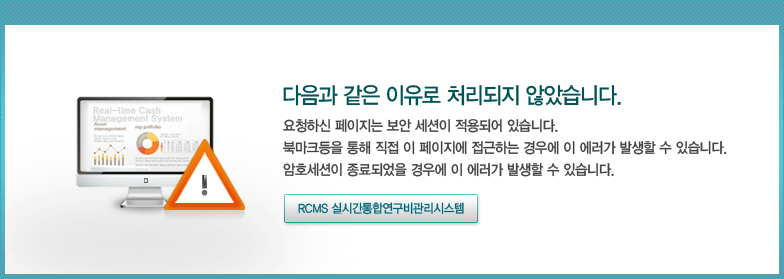 다음과 같은 이유로 처리되지 않았습니다.
요청하신 페이지는 보안 세션이 적용되어 있습니다.
북마크등을 통해 직접 이 페이지에 접근하는 경우에 이 에러가 발생할 수 있습니다.
암호세션이 종료되었을 경우에 이 에러가 발생할 수 있습니다.
RCMS 실시간통합연구비관리시스템
Real-time Cash
Management System
Asset
management
my prtfolio
!